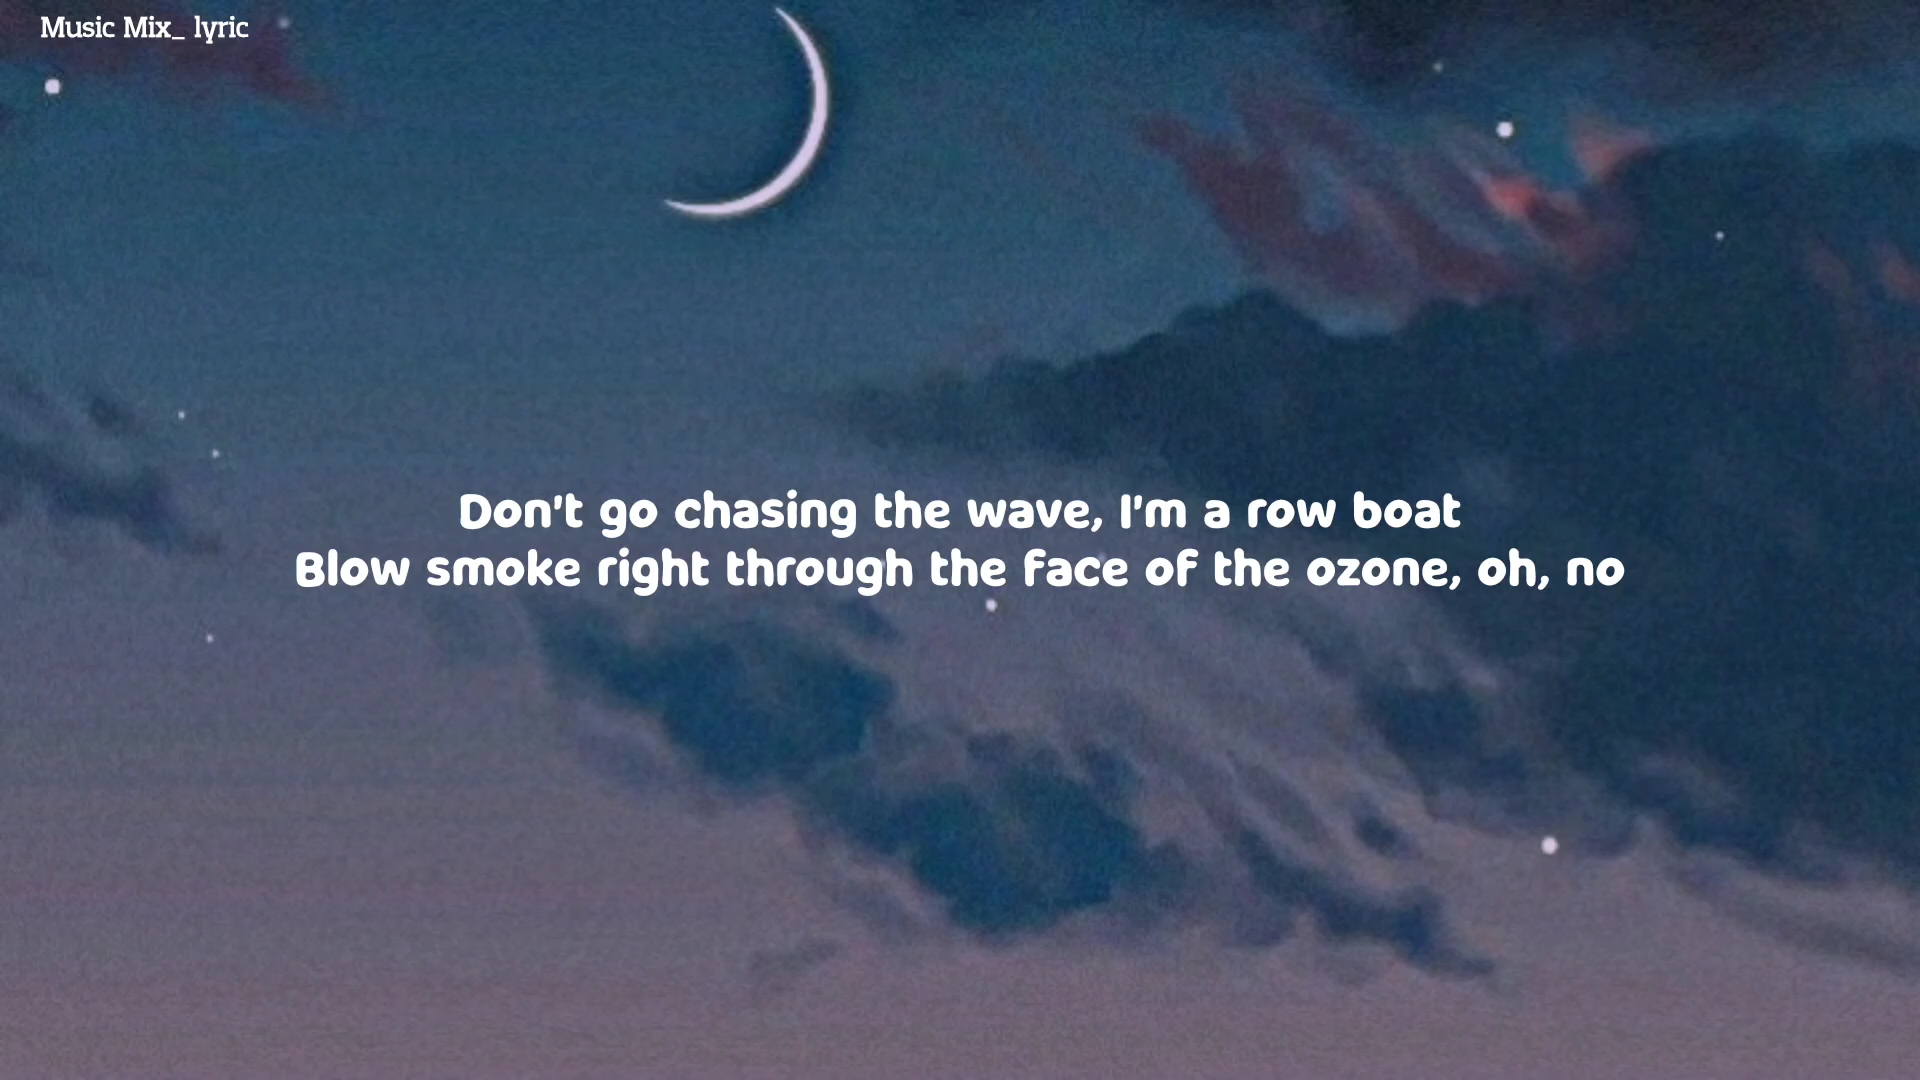 Music Mix_ lyric
Don't go chasing the wave, I'm a row boat
Blow smoke right through the face of the ozone, oh, no